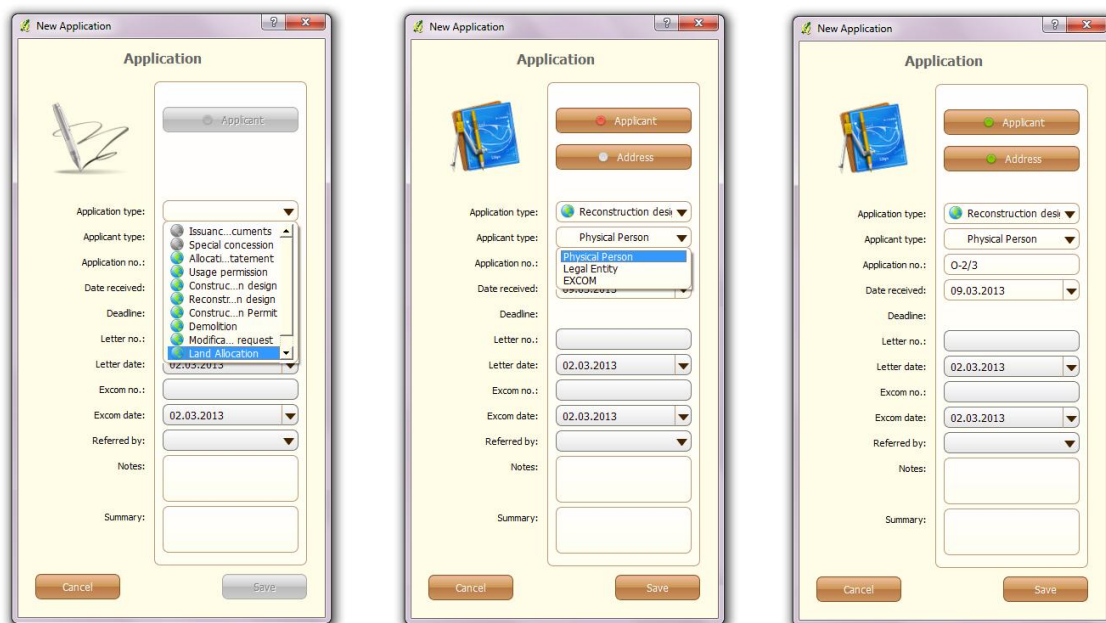 New Application
Application
Applicant
Application type:
Applicant type:
Application no.:
Date received:
Deadline:
Letter no.:
Letter date:
Excom no.:
Excom date:
Referred by:
Notes:
Summary:
Issuanc...cuments
Special concession
Allocati...tatement
Usage permission
Construc...n design
Reconstr...n design
Construc...n Permit
Demolition
Modifica... request
Land Allocation
02.03.2013
02.03.2013
Cancel
Save
New Application
Application
Applicant
Address
Application type: Reconstruction desi
Applicant type: Physical Person
Physical Person
Legal Entity
EXCOM
Application no.:
Date received: 09.03.2013
Deadline:
Letter no.:
Letter date: 02.03.2013
Excom no.:
Excom date: 02.03.2013
Referred by:
Notes:
Summary:
Cancel
Save
New Application
Application
Applicant
Address
Application type: Reconstruction desi
Applicant type: Physical Person
Application no.: O-2/3
Date received: 09.03.2013
Deadline:
Letter no.:
Letter date: 02.03.2013
Excom no.:
Excom date: 02.03.2013
Referred by:
Notes:
Summary:
Cancel
Save